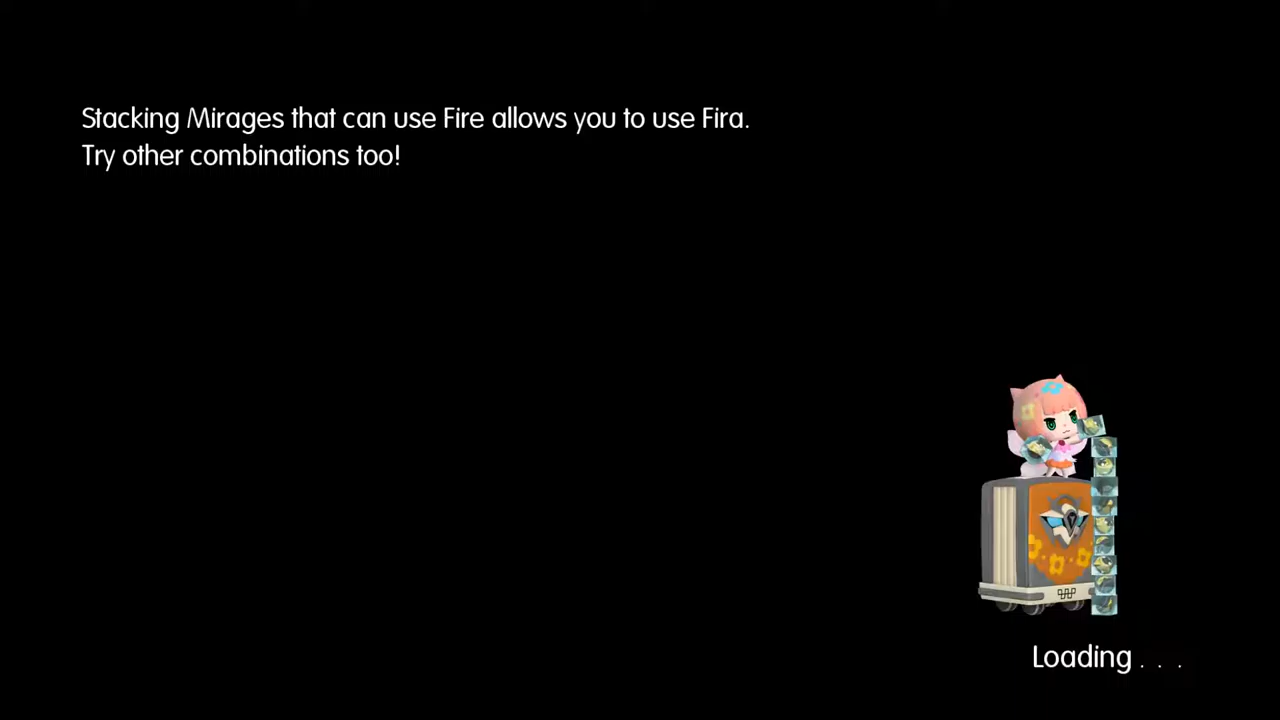 Stacking Mirages that can use Fire allows you to use Fira.
Try other combinations too!
Loading . . .